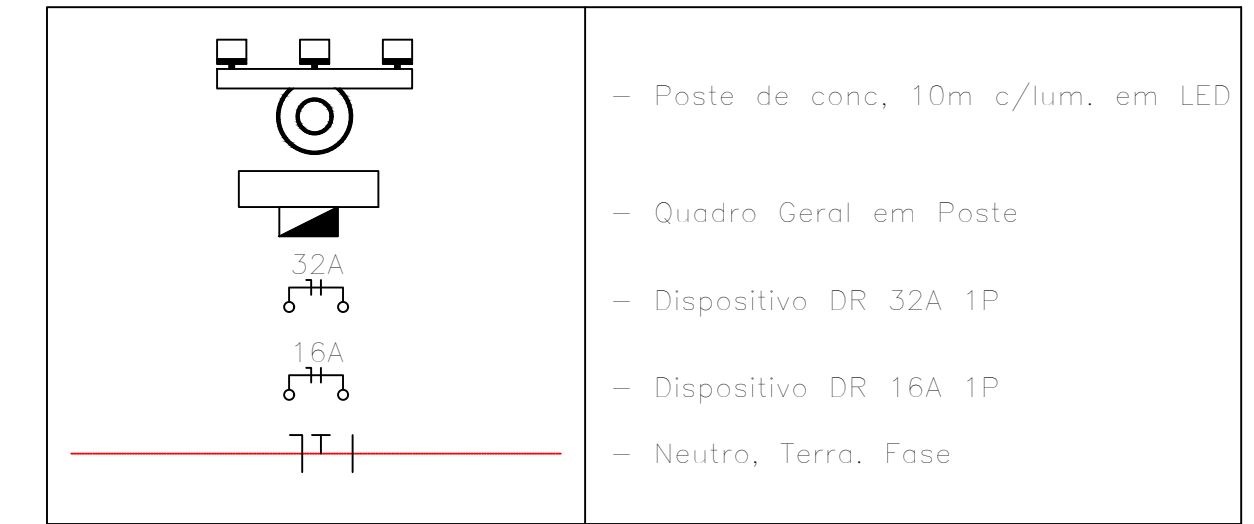 - Poste de conc, 10m c/lum. em LED
- Quadro Geral em Poste
32A
- Dispositivo DR 32A 1P
16A
- Dispositivo DR 16A 1P
- Neutro, Terra. Fase